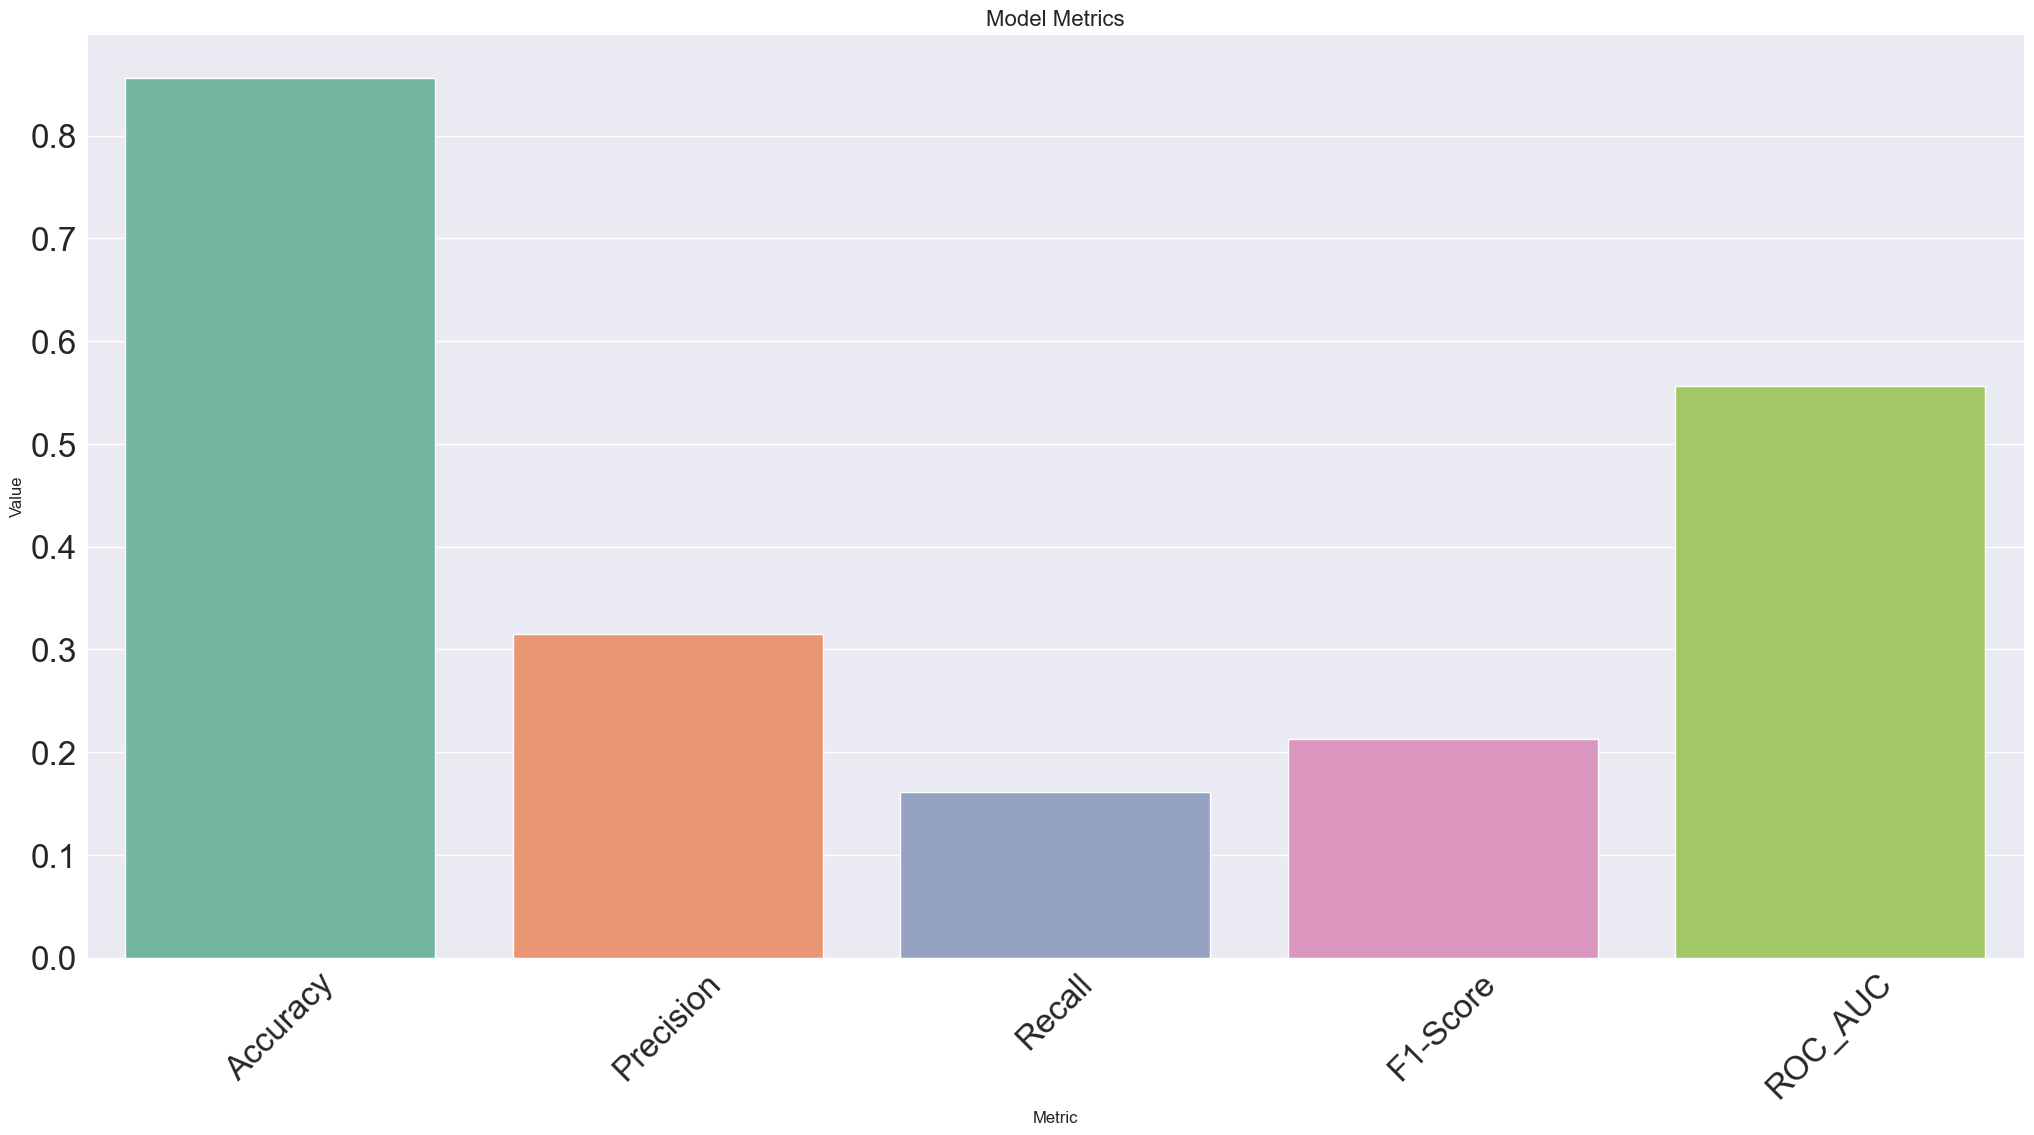 Model Metrics
0.8
0.7
0.6
0.5
0.4
0.3
0.2
0.1
0.0
Value
Accuracy
Precision
Recall
F1-Score
ROC_AUC
Metric